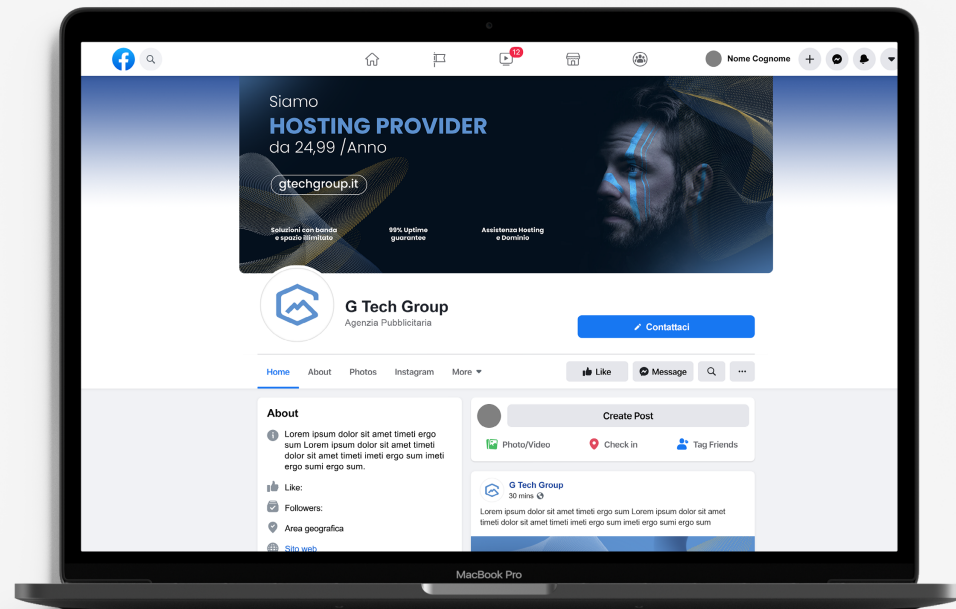 12
Nome Cognome
Siamo
HOSTING PROVIDER
da 24,99 /Anno
gtechgroup.it
Soluzioni con banda
e spazio illimitato
99% Uptime
guarantee
Assistenza Hosting
e Dominio
G Tech Group
Agenzia Pubblicitaria
Contattaci
Home About Photos Instagram More
Like Message
About
Lorem ipsum dolor sit amet timeti ergo
sum Lorem ipsum dolor sit amet timeti
dolor sit amet timeti imeti ergo sum imeti
ergo sumi ergo sum.
Like:
Followers:
Area geografica
Sito web
Create Post
Photo/Video Check in Tag Friends
G Tech Group
30 mins
Lorem ipsum dolor sit amet timeti ergo sum Lorem ipsum dolor sit amet
timeti dolor sit amet timeti imeti ergo sum imeti ergo sumi ergo sum
MacBook Pro